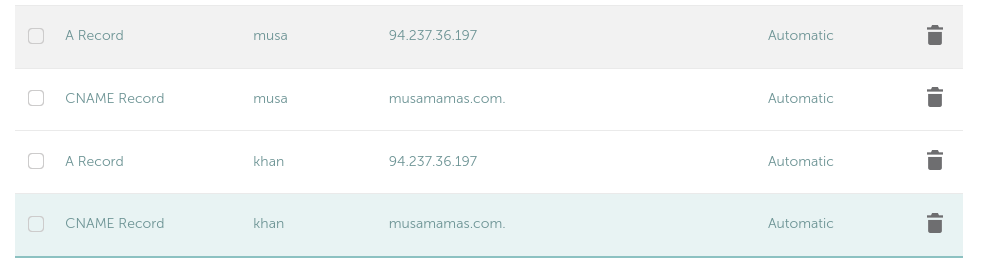 A Record musa 94.237.36.197 Automatic
CNAME Record musa musamamas.com. Automatic
A Record khan 94.237.36.197 Automatic
CNAME Record khan musamamas.com. Automatic